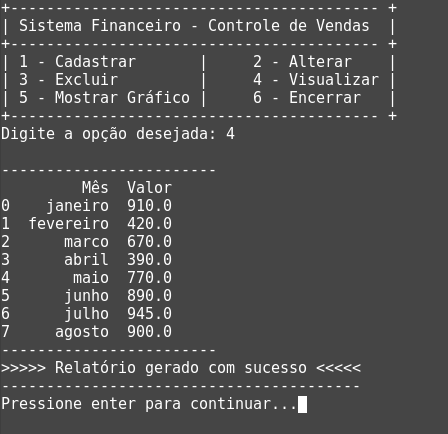 +----------------------------------------- +
| Sistema Financeiro - Controle de Vendas  |
+----------------------------------------- +
| 1 - Cadastrar       |     2 - Alterar    |
| 3 - Excluir         |     4 - Visualizar |
| 5 - Mostrar Gráfico |     6 - Encerrar   |
+----------------------------------------- +
Digite a opção desejada: 4
------------------------
         Mês  Valor
0    janeiro  910.0
1  fevereiro  420.0
2      marco  670.0
3      abril  390.0
4       maio  770.0
5      junho  890.0
6      julho  945.0
7     agosto  900.0
------------------------
>>>>> Relatório gerado com sucesso <<<<<
----------------------------------------
Pressione enter para continuar...